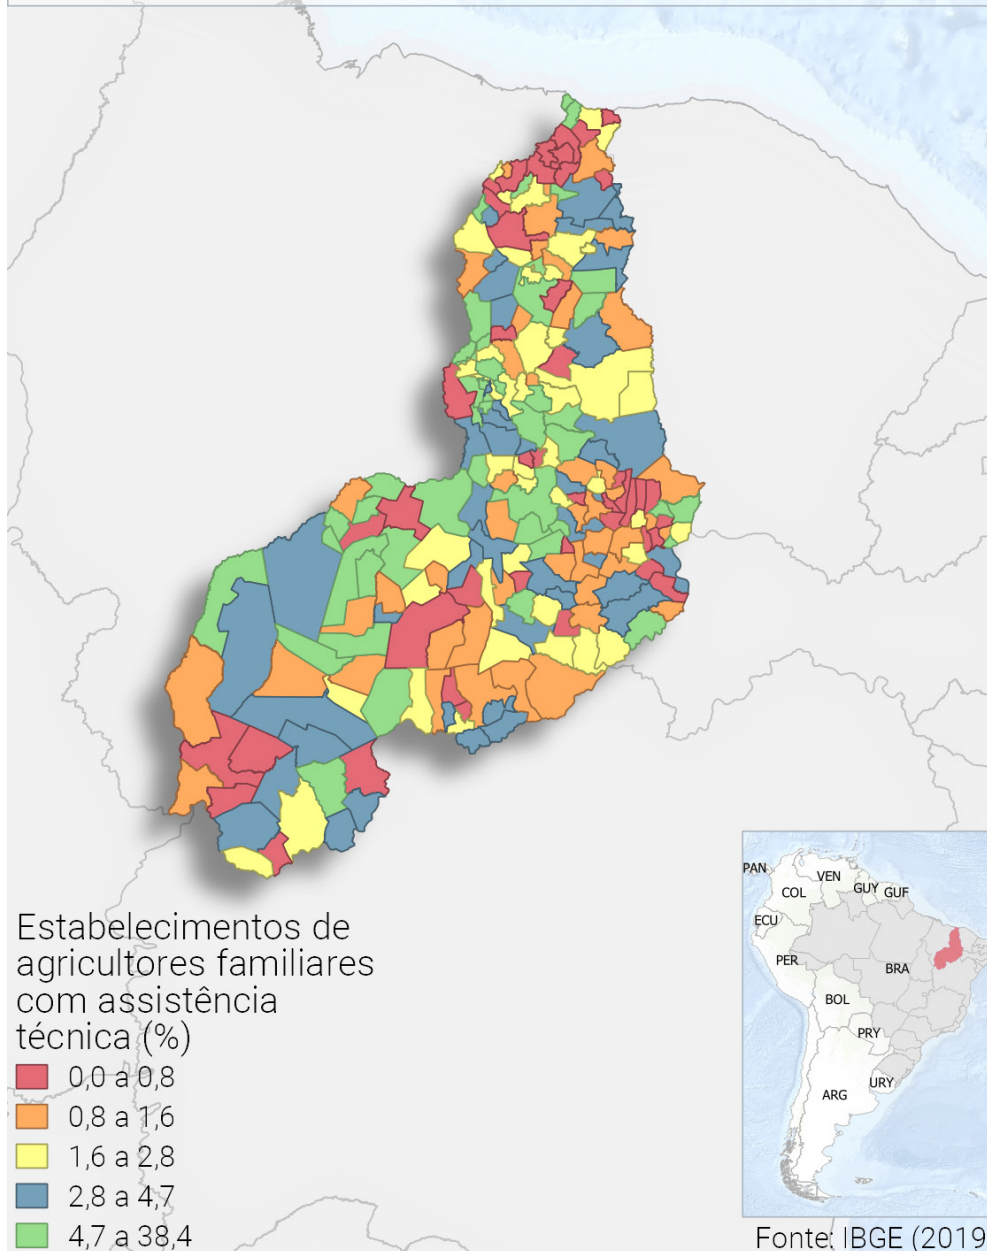 PAN
VEN
GUY
GUF
COL
ECU
PER
BRA
BOL
PRY
URY
ARG
Estabelecimentos de
agricultores familiares
com assistência
técnica (%)
0,0 a 0,8
0,8 a 1,6
1,6 a 2,8
2,8 a 4,7
4,7 a 38,4
Fonte: IBGE (2019